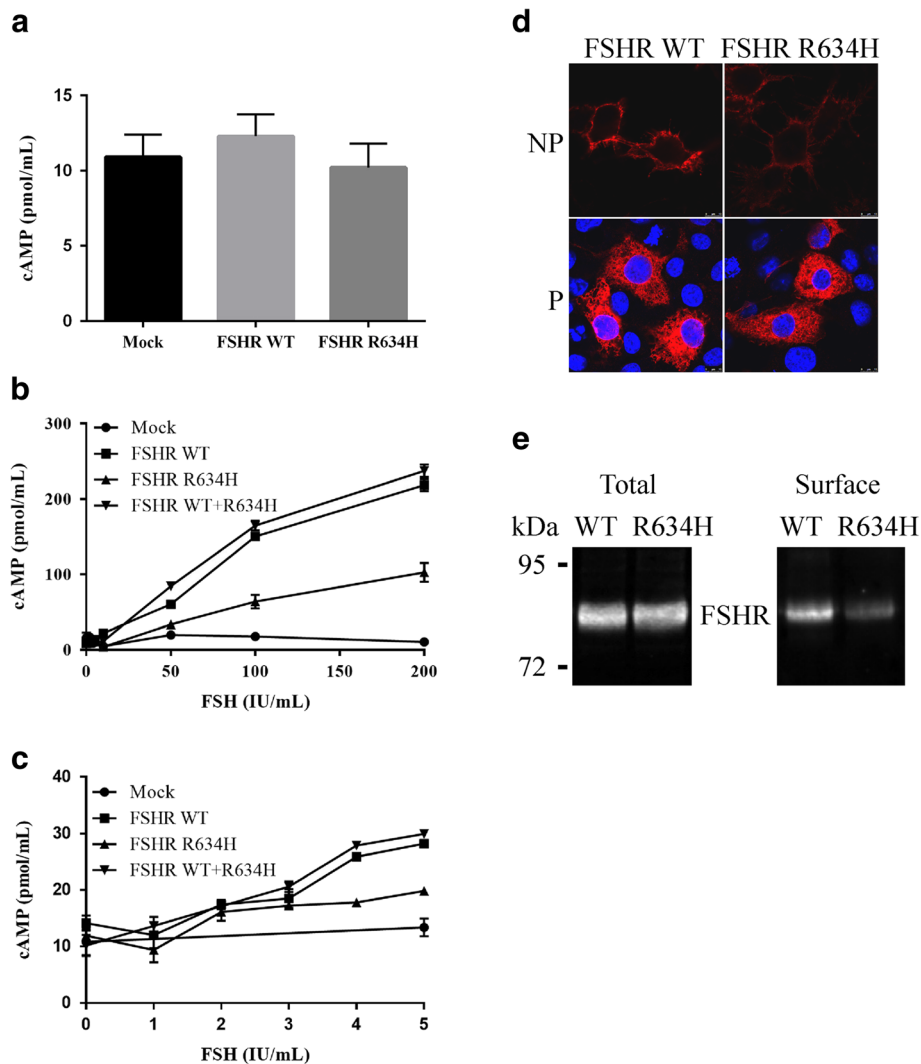 a
15
10
5
0
cAMP (pmol/mL)
Mock
FSHR WT
FSHR R634H
b
300
200
100
0
cAMP (pmol/mL)
Mock
FSHR WT
FSHR R634H
FSHR WT+R634H
0 50 100 150 200
FSH (IU/mL)
c
40
30
20
10
0
cAMP (pmol/mL)
Mock
FSHR WT
FSHR R634H
FSHR WT+R634H
0 1 2 3 4 5
FSH (IU/mL)
d
FSHR WT FSHR R634H
NP
P
e
Total Surface
kDa WT R634H WT R634H
95
FSHR
72